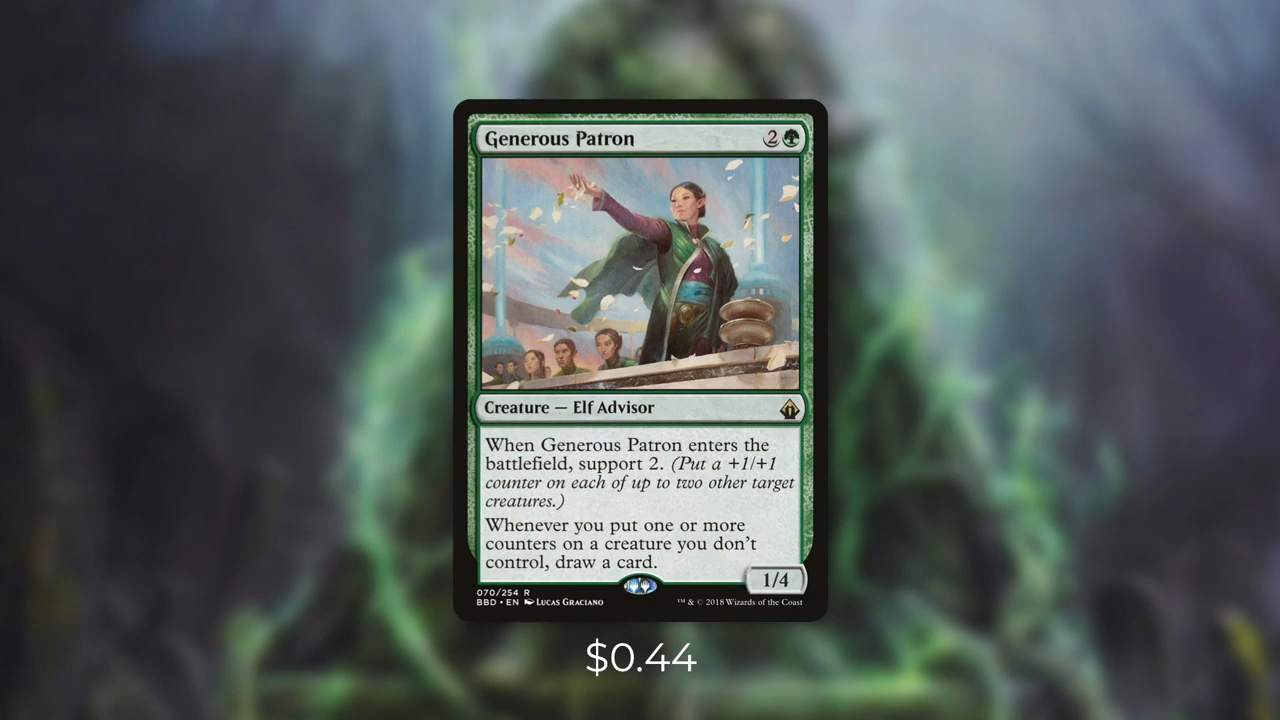 Generous Patron 2
Creature — Elf Advisor
When Generous Patron enters the
battlefield, support 2. (Put a +1/+1
counter on each of up to two other target
creatures.)
Whenever you put one or more
counters on a creature you don't
control, draw a card.
1/4
070/254 R
BBD • EN Lucas Graciano ™ & © 2018 Wizards of the Coast
$0.44